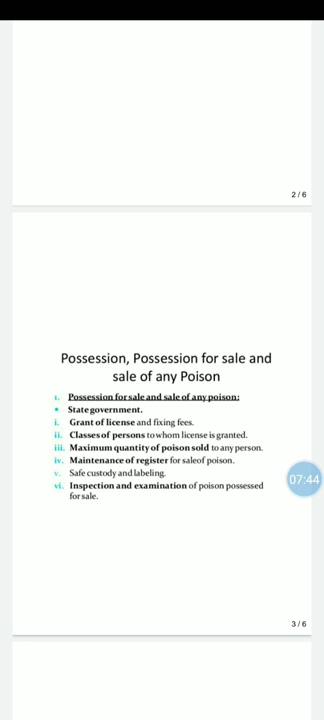 2 / 6
Possession, Possession for sale and
sale of any Poison
1. Possession for sale and sale of any poison:
• State government.
i. Grant of license and fixing fees.
ii. Classes of persons to whom license is granted.
iii. Maximum quantity of poison sold to any person.
iv. Maintenance of register for saleof poison.
v. Safe custody and labeling.
vi. Inspection and examination of poison possessed
for sale.
07:44
3 / 6